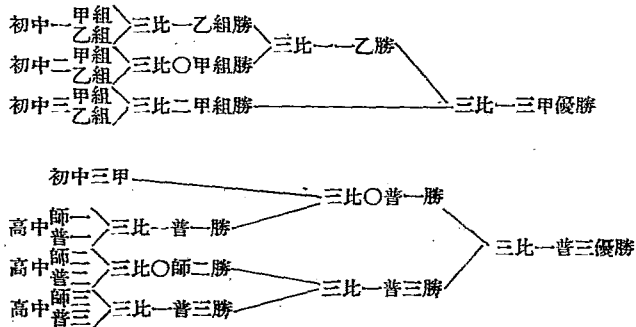 初中一甲組乙組 三比一乙組勝
三比一一乙勝
初中二甲組乙組 三比〇甲組勝
初中三甲組乙組 三比二甲組勝
三比一三甲優勝
初中三甲
三比〇普一勝
高中師一普一 三比一普一勝
三比一普三優勝
高中師二普二 三比〇師二勝
三比一普三勝
高中師三普三 三比一普三勝